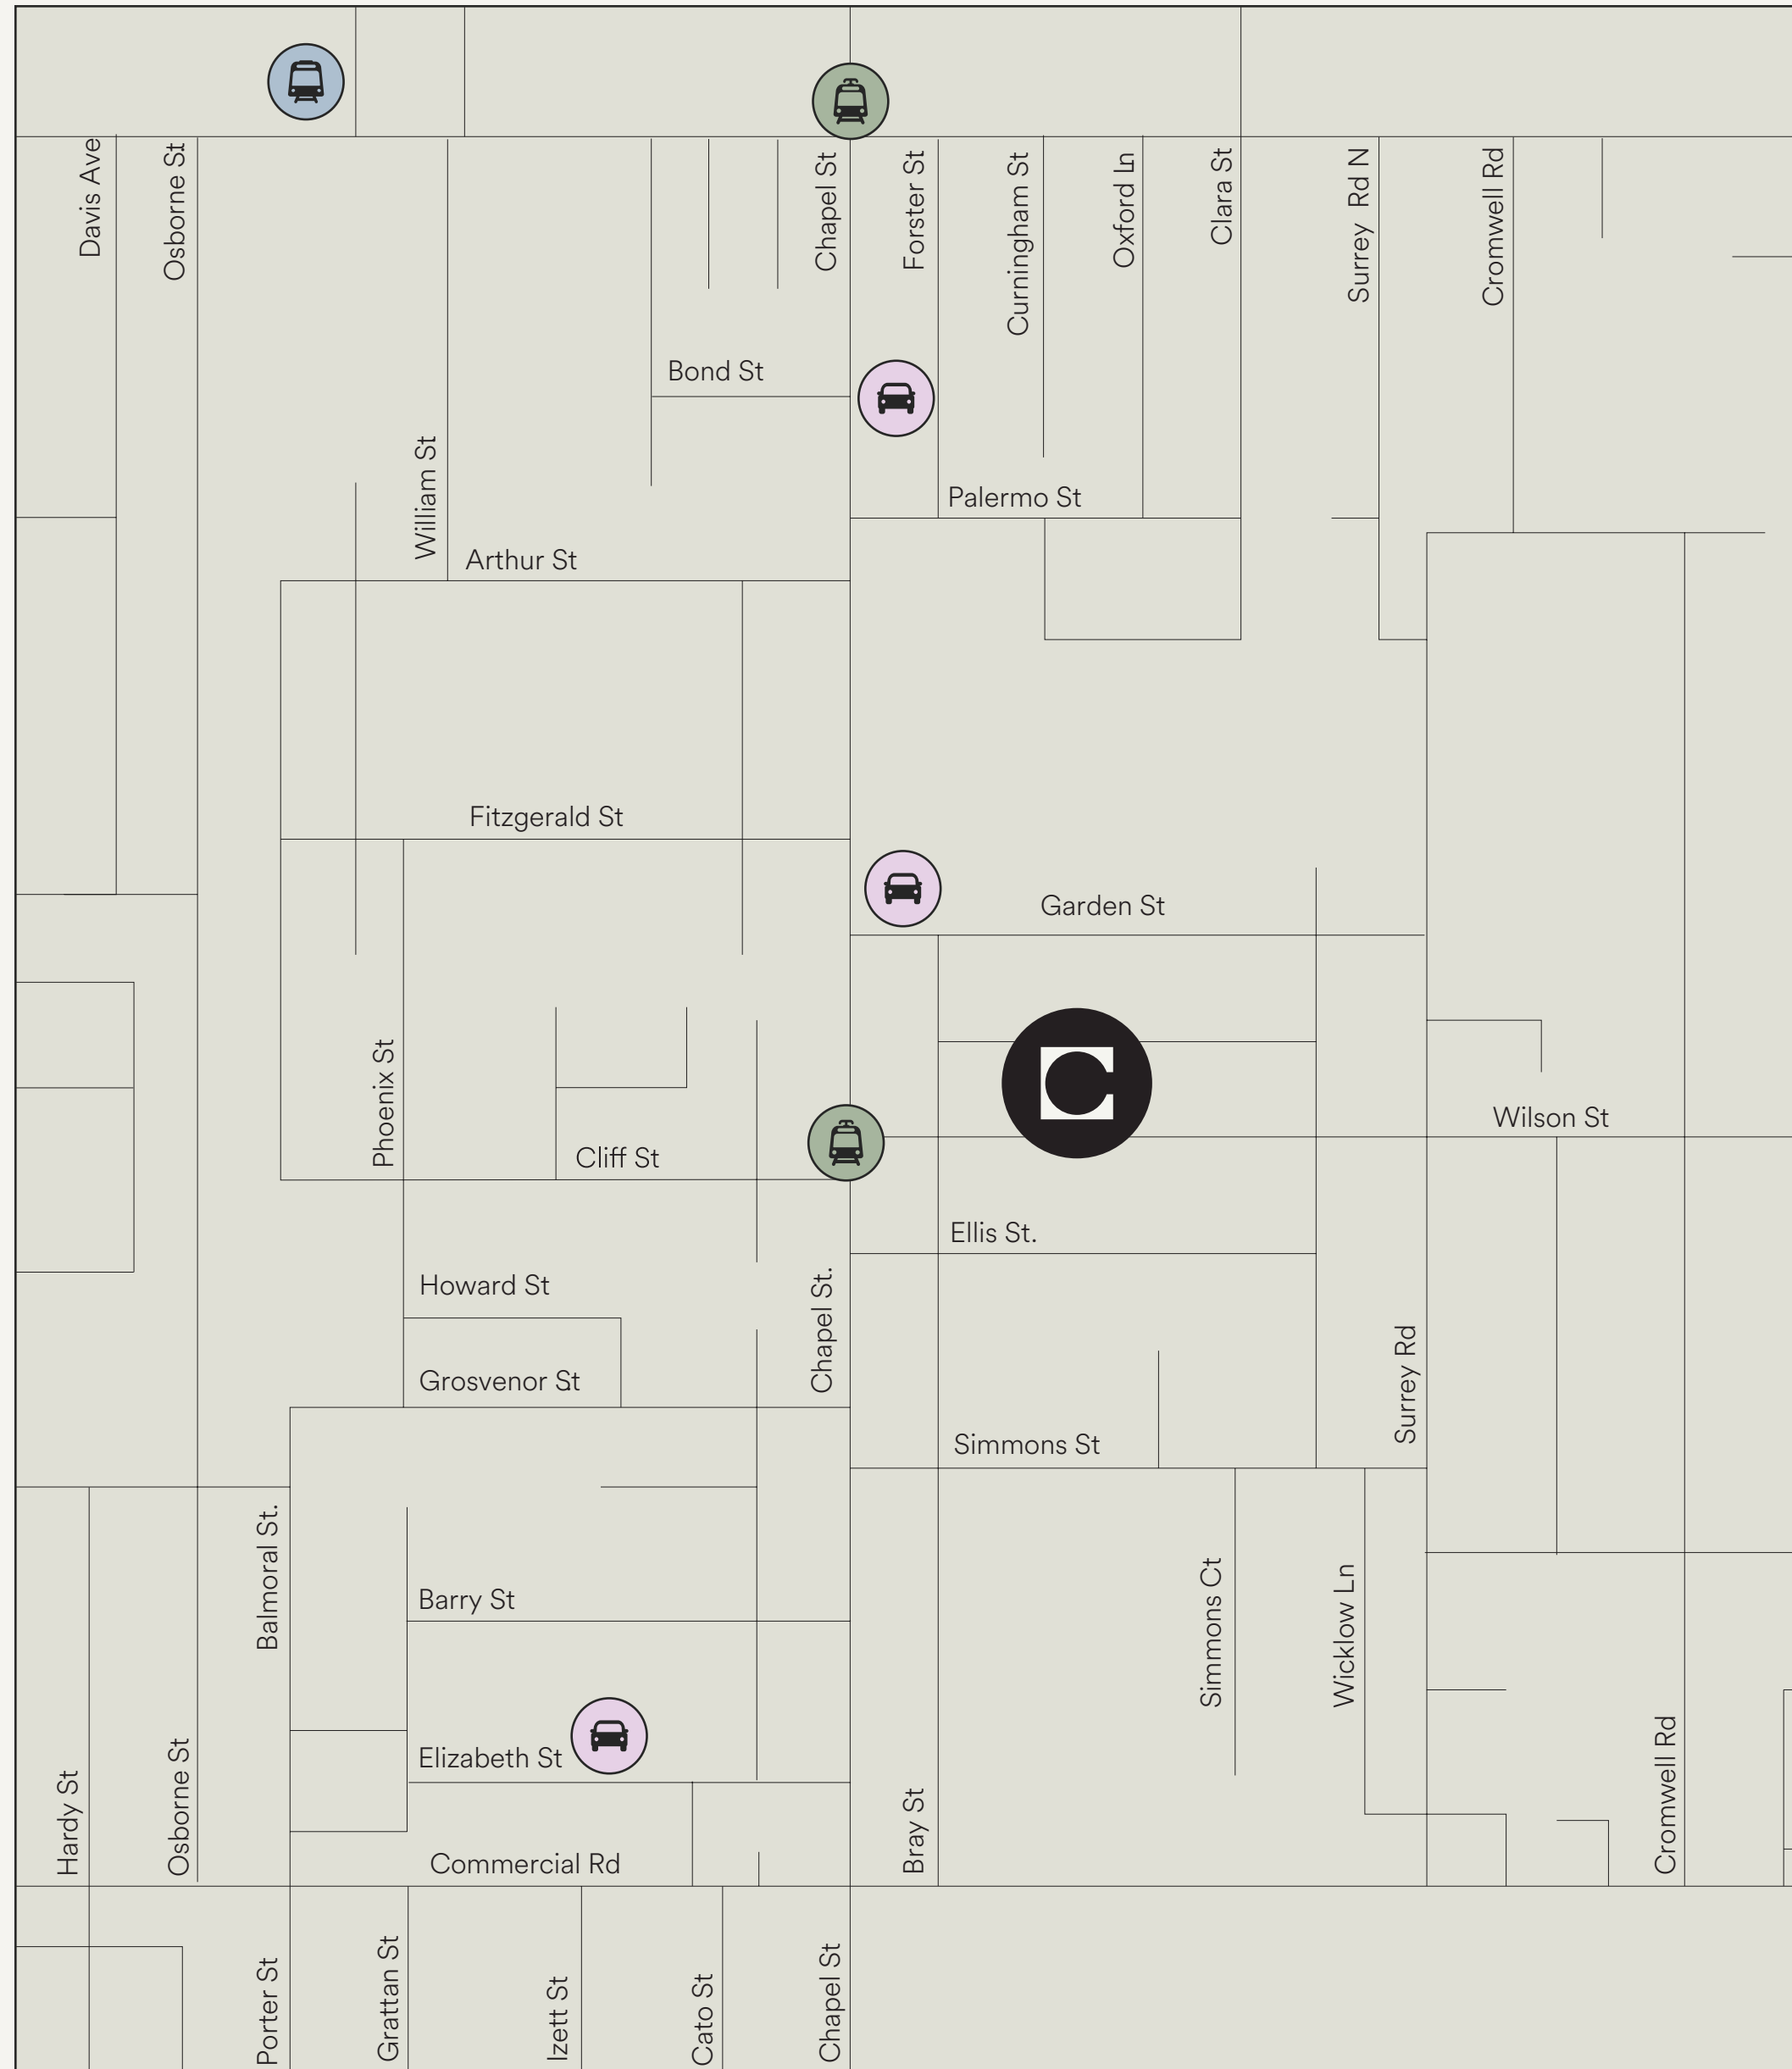 Davis Ave
Osborne St
Chapel St
Forster St
Curningham St
Oxford Ln
Clara St
Surrey Rd N
Cromwell Rd
Bond St
William St
Palermo St
Arthur St
Fitzgerald St
Garden St
Phoenix St
C
Wilson St
Cliff St
Ellis St.
Howard St
Chapel St.
Grosvenor St
Surrey Rd
Simmons St
Balmoral St.
Barry St
Simmons Ct
Wicklow Ln
Elizabeth St
Hardy St
Osborne St
Bray St
Cromwell Rd
Commercial Rd
Porter St
Grattan St
Izett St
Cato St
Chapel St